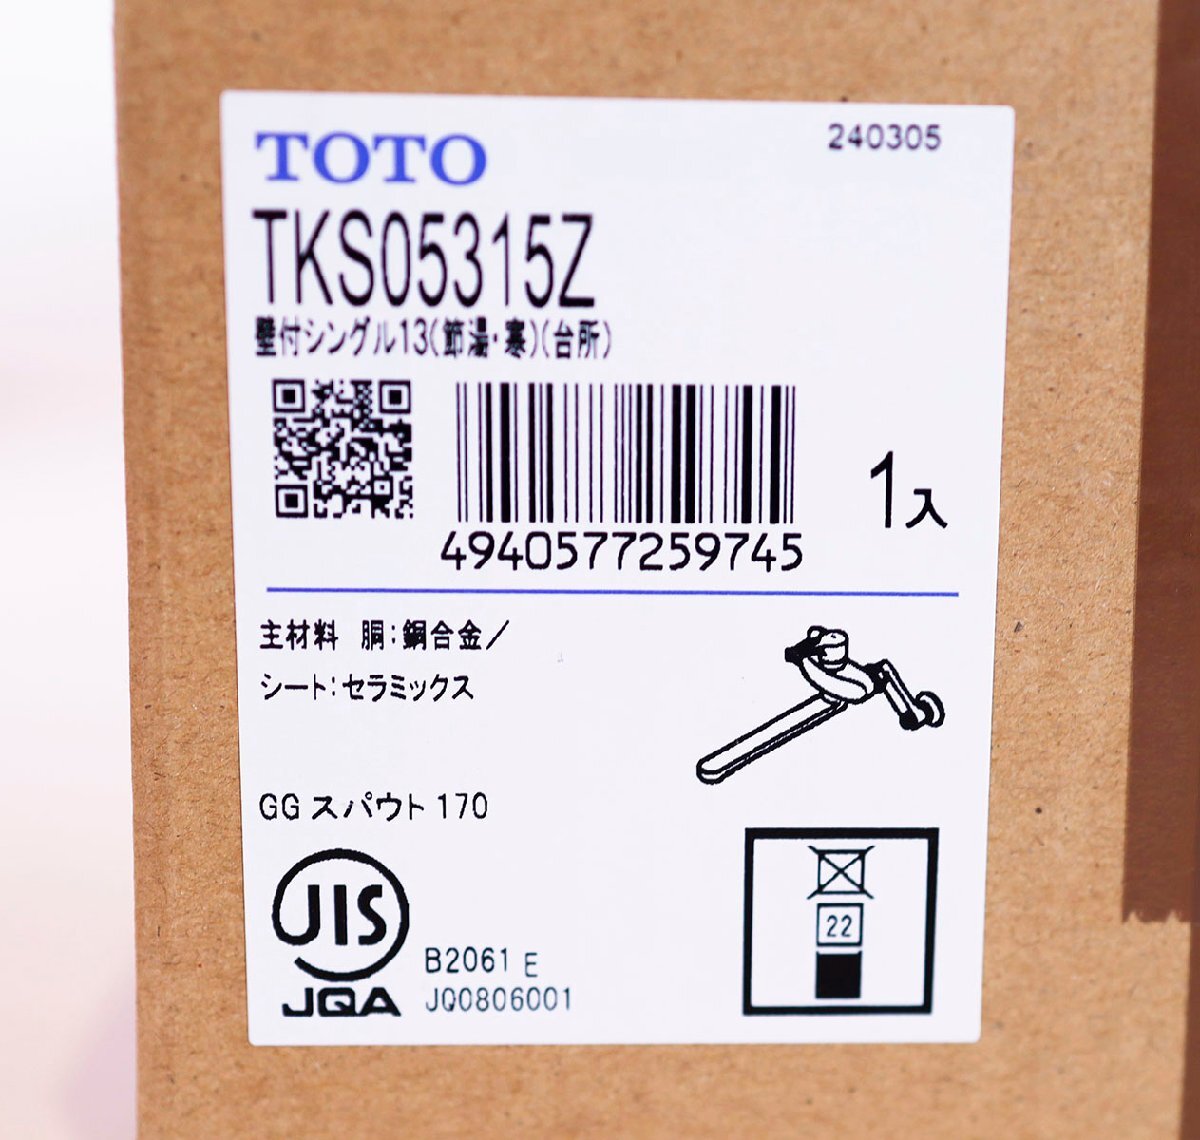 TOTO
240305
TKS05315Z
壁付シングル13(節湯・寒)(台所)
4940577259745
1入
主材料 胴:銅合金/
シート:セラミックス
GG スパウト 170
JIS
JQA
B2061 E
JQ0806001
22